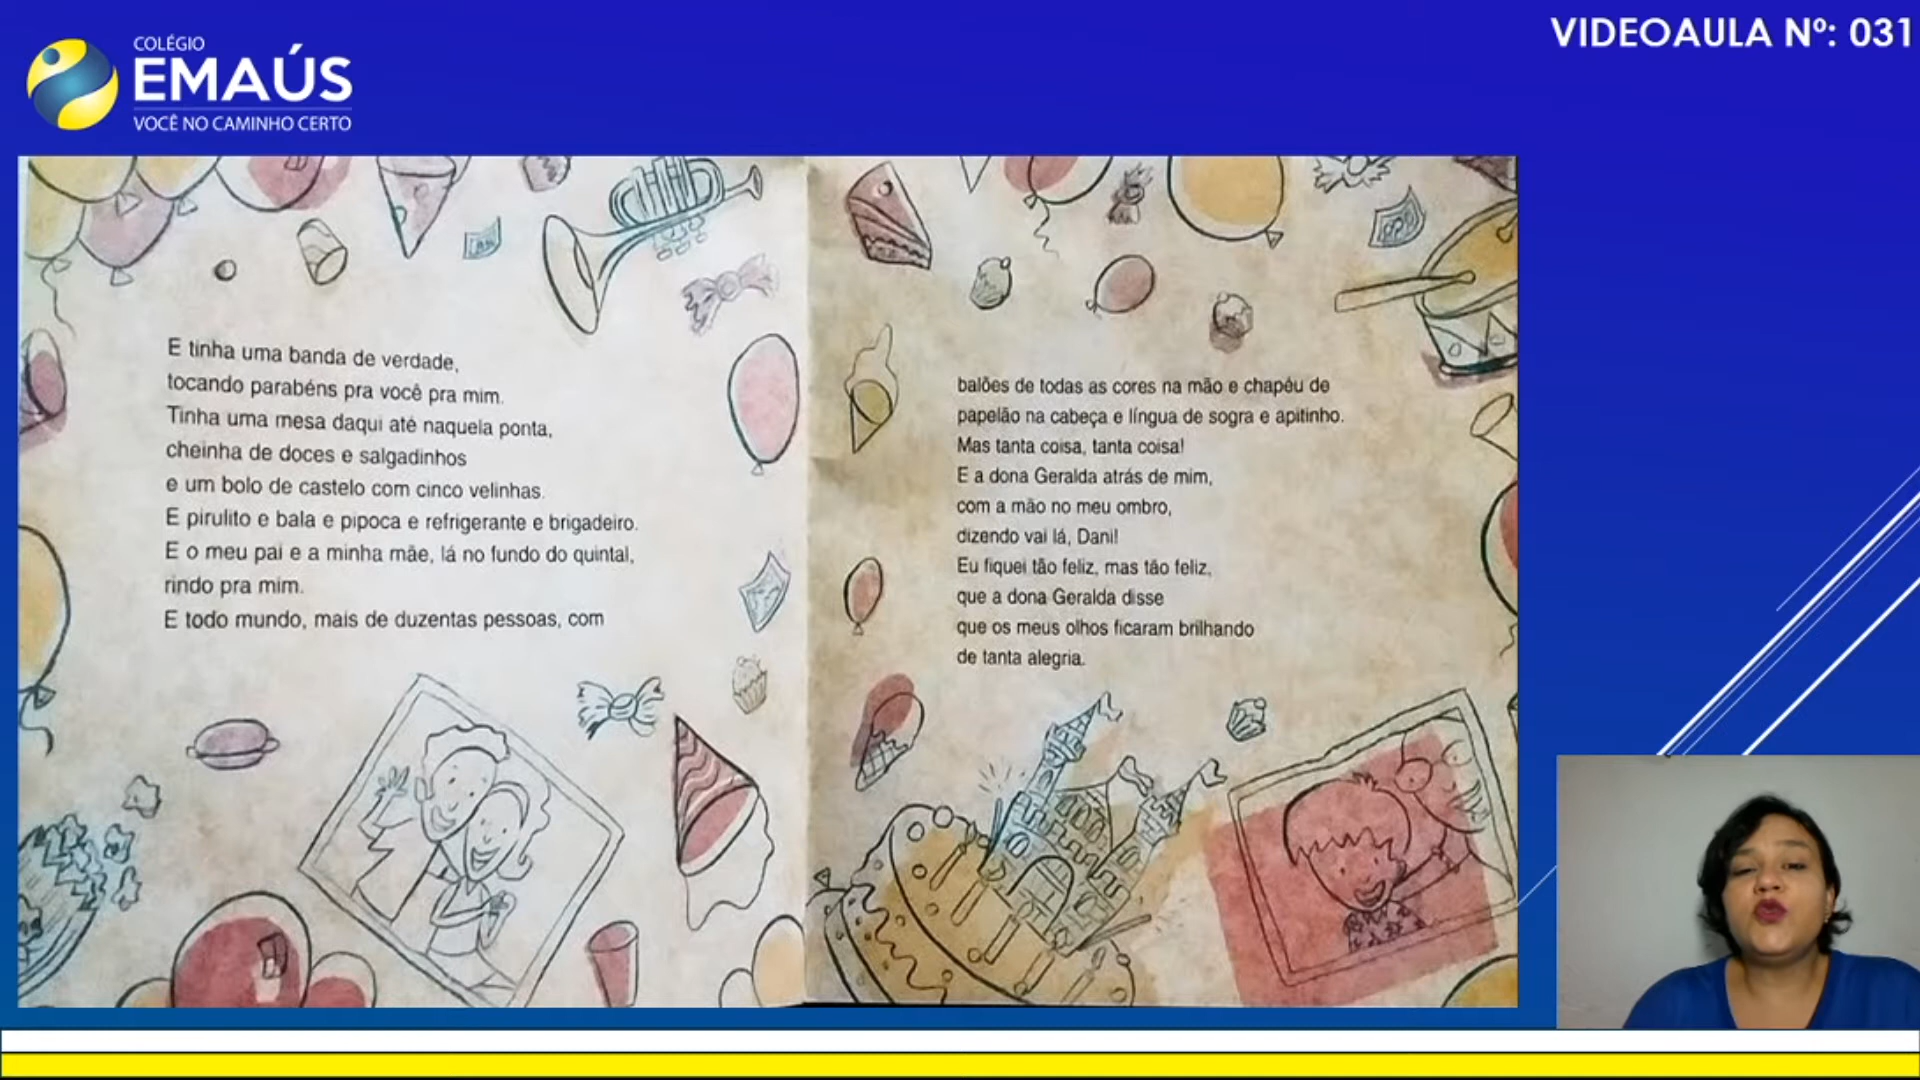 COLÉGIO
EMAÚS
VOCÊ NO CAMINHO CERTO
VIDEOAULA Nº: 031
E tinha uma banda de verdade,
tocando parabéns pra você pra mim.
Tinha uma mesa daqui até naquela ponta,
cheinha de doces e salgadinhos
e um bolo de castelo com cinco velinhas.
E pirulito e bala e pipoca e refrigerante e brigadeiro.
E o meu pai e a minha mãe, lá no fundo do quintal,
rindo pra mim.
E todo mundo, mais de duzentas pessoas, com
balões de todas as cores na mão e chapéu de
papelão na cabeça e língua de sogra e apitinho.
Mas tanta coisa, tanta coisa!
E a dona Geralda atrás de mim,
com a mão no meu ombro,
dizendo vai lá, Dani!
Eu fiquei tão feliz, mas tão feliz,
que a dona Geralda disse
que os meus olhos ficaram brilhando
de tanta alegria.